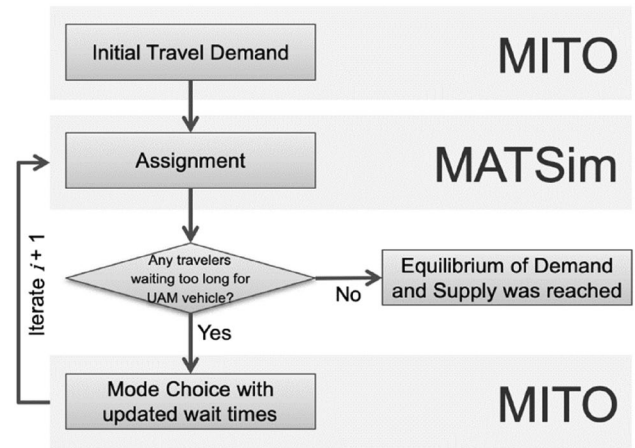 Initial Travel Demand
MITO
Assignment
MATSim
Any travelers
waiting too long for
UAM vehicle?
No
Equilibrium of Demand
and Supply was reached
Yes
Iterate i + 1
Mode Choice with
updated wait times
MITO